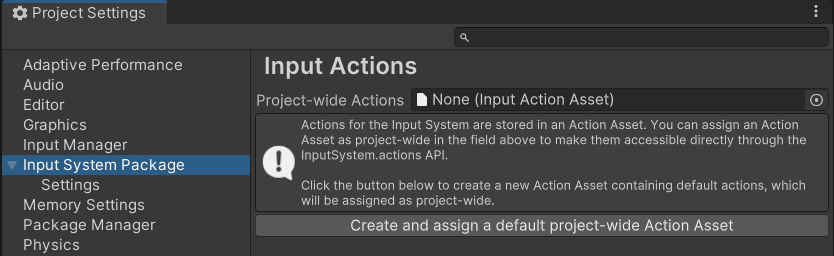 Project Settings
Adaptive Performance
Audio
Editor
Graphics
Input Manager
Input System Package
Settings
Memory Settings
Package Manager
Physics
Input Actions
Project-wide Actions None (Input Action Asset)
Actions for the Input System are stored in an Action Asset. You can assign an Action
Asset as project-wide in the field above to make them accessible directly through the
InputSystem.actions API.
Click the button below to create a new Action Asset containing default actions, which
will be assigned as project-wide.
Create and assign a default project-wide Action Asset